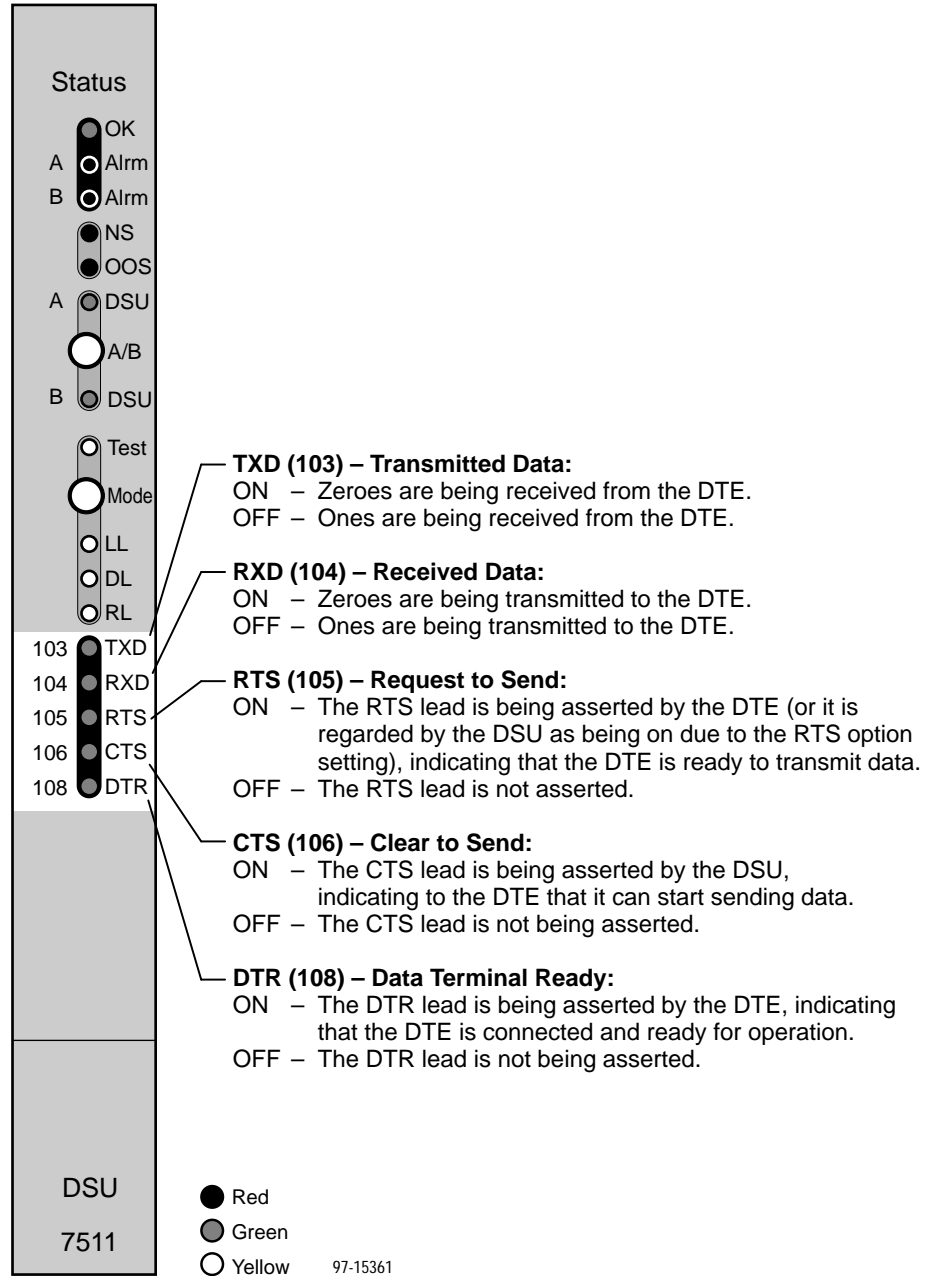 Status
OK
A Alrm
B Alrm
NS
OOS
A DSU
A/B
B DSU
Test
Mode
LL
DL
RL
103 TXD
104 RXD
105 RTS
106 CTS
108 DTR
TXD (103) – Transmitted Data:
ON – Zeroes are being received from the DTE.
OFF – Ones are being received from the DTE.
RXD (104) – Received Data:
ON – Zeroes are being transmitted to the DTE.
OFF – Ones are being transmitted to the DTE.
RTS (105) – Request to Send:
ON – The RTS lead is being asserted by the DTE (or it is
regarded by the DSU as being on due to the RTS option
setting), indicating that the DTE is ready to transmit data.
OFF – The RTS lead is not asserted.
CTS (106) – Clear to Send:
ON – The CTS lead is being asserted by the DSU,
indicating to the DTE that it can start sending data.
OFF – The CTS lead is not being asserted.
DTR (108) – Data Terminal Ready:
ON – The DTR lead is being asserted by the DTE, indicating
that the DTE is connected and ready for operation.
OFF – The DTR lead is not being asserted.
DSU
7511
Red
Green
Yellow 97-15361